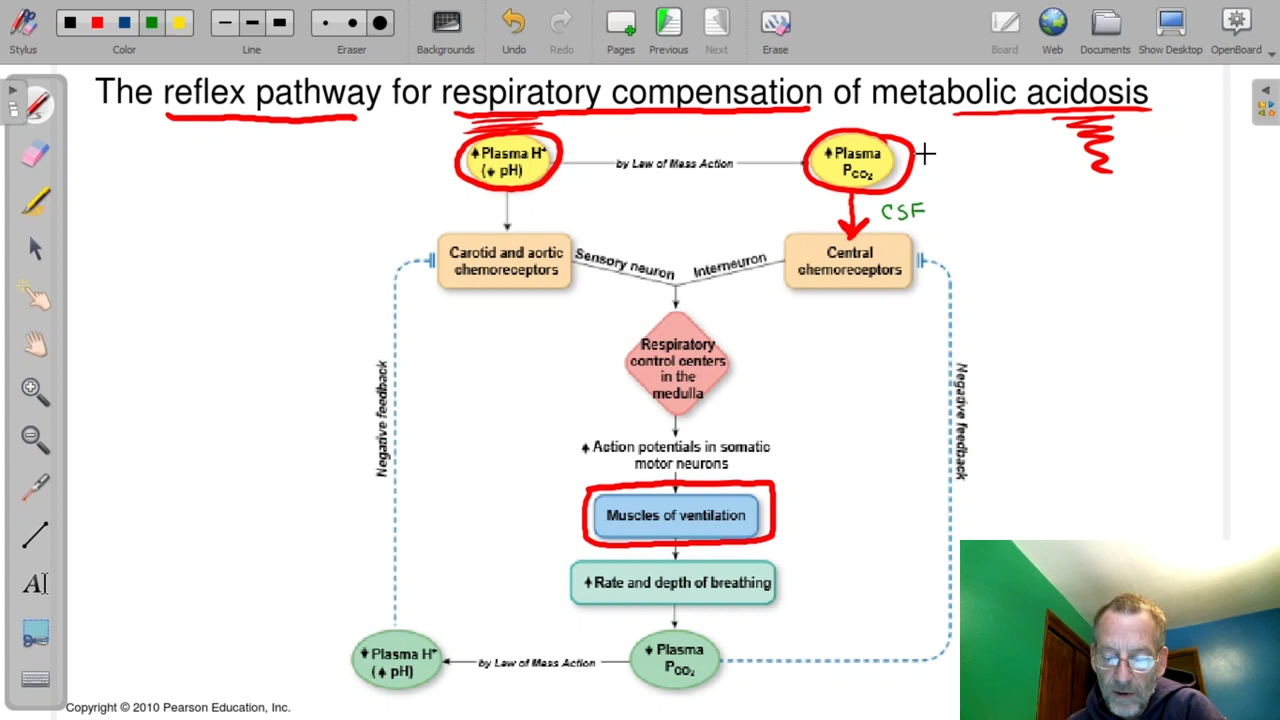 Stylus
Color
Line
Eraser
Backgrounds
Undo
Redo
Pages
Previous
Next
Erase
Board
Web
Documents
Show Desktop
OpenBoard
The reflex pathway for respiratory compensation of metabolic acidosis
↑ Plasma H⁺
(↓ pH)
by Law of Mass Action
↑ Plasma
P_CO₂
CSF
Carotid and aortic
chemoreceptors
Sensory neuron
Interneuron
Central
chemoreceptors
Respiratory
control centers
in the
medulla
Negative feedback
Negative feedback
↑ Action potentials in somatic
motor neurons
Muscles of ventilation
↑ Rate and depth of breathing
↓ Plasma H⁺
(↑ pH)
by Law of Mass Action
↓ Plasma
P_CO₂
Copyright © 2010 Pearson Education, Inc.